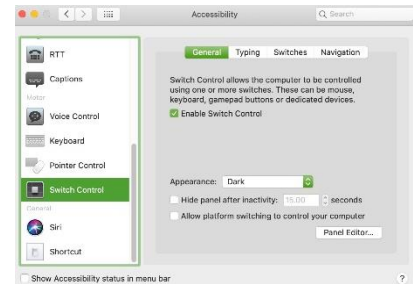 Accessibility
Search
RTT
Captions
Motor
Voice Control
Keyboard
Pointer Control
Switch Control
General
Siri
Shortcut
General Typing Switches Navigation
Switch Control allows the computer to be controlled
using one or more switches. These can be mouse,
keyboard, gamepad buttons or dedicated devices.
Enable Switch Control
Appearance: Dark
Hide panel after inactivity: 15.00 seconds
Allow platform switching to control your computer
Panel Editor...
Show Accessibility status in menu bar
?